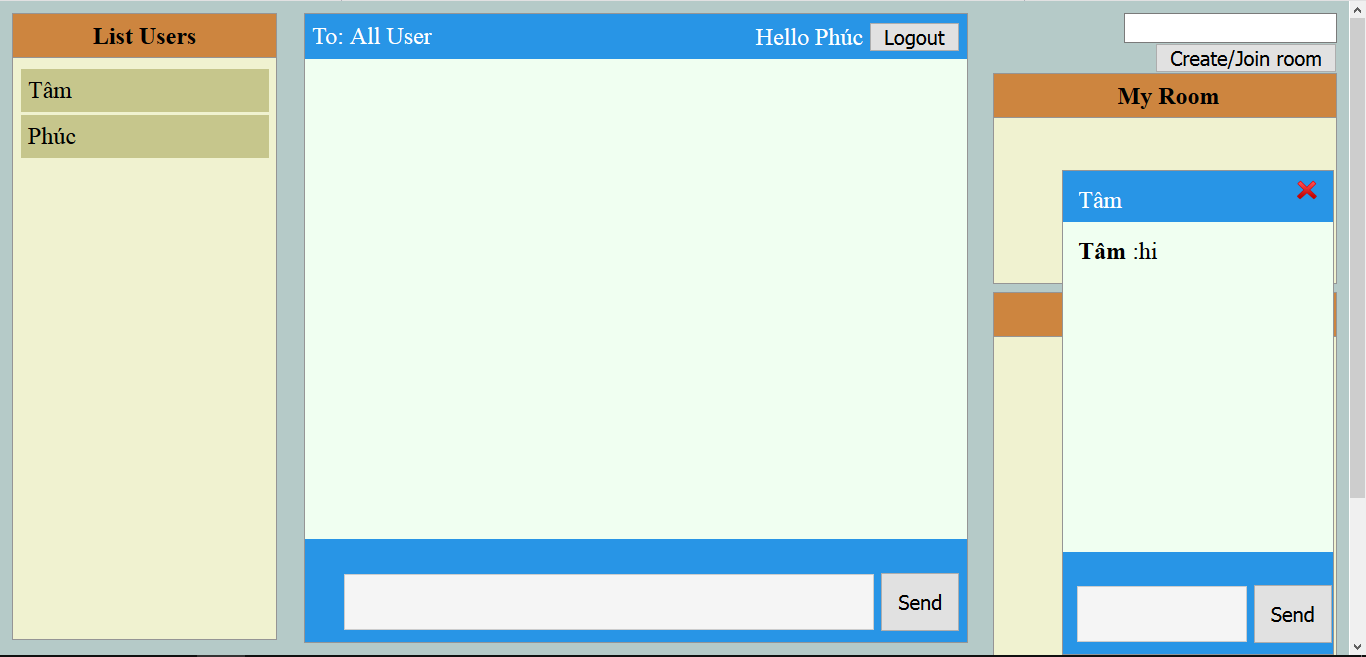 List Users
Tâm
Phúc
To: All User
Hello Phúc Logout
Send
Create/Join room
My Room
Tâm
Tâm :hi
Send